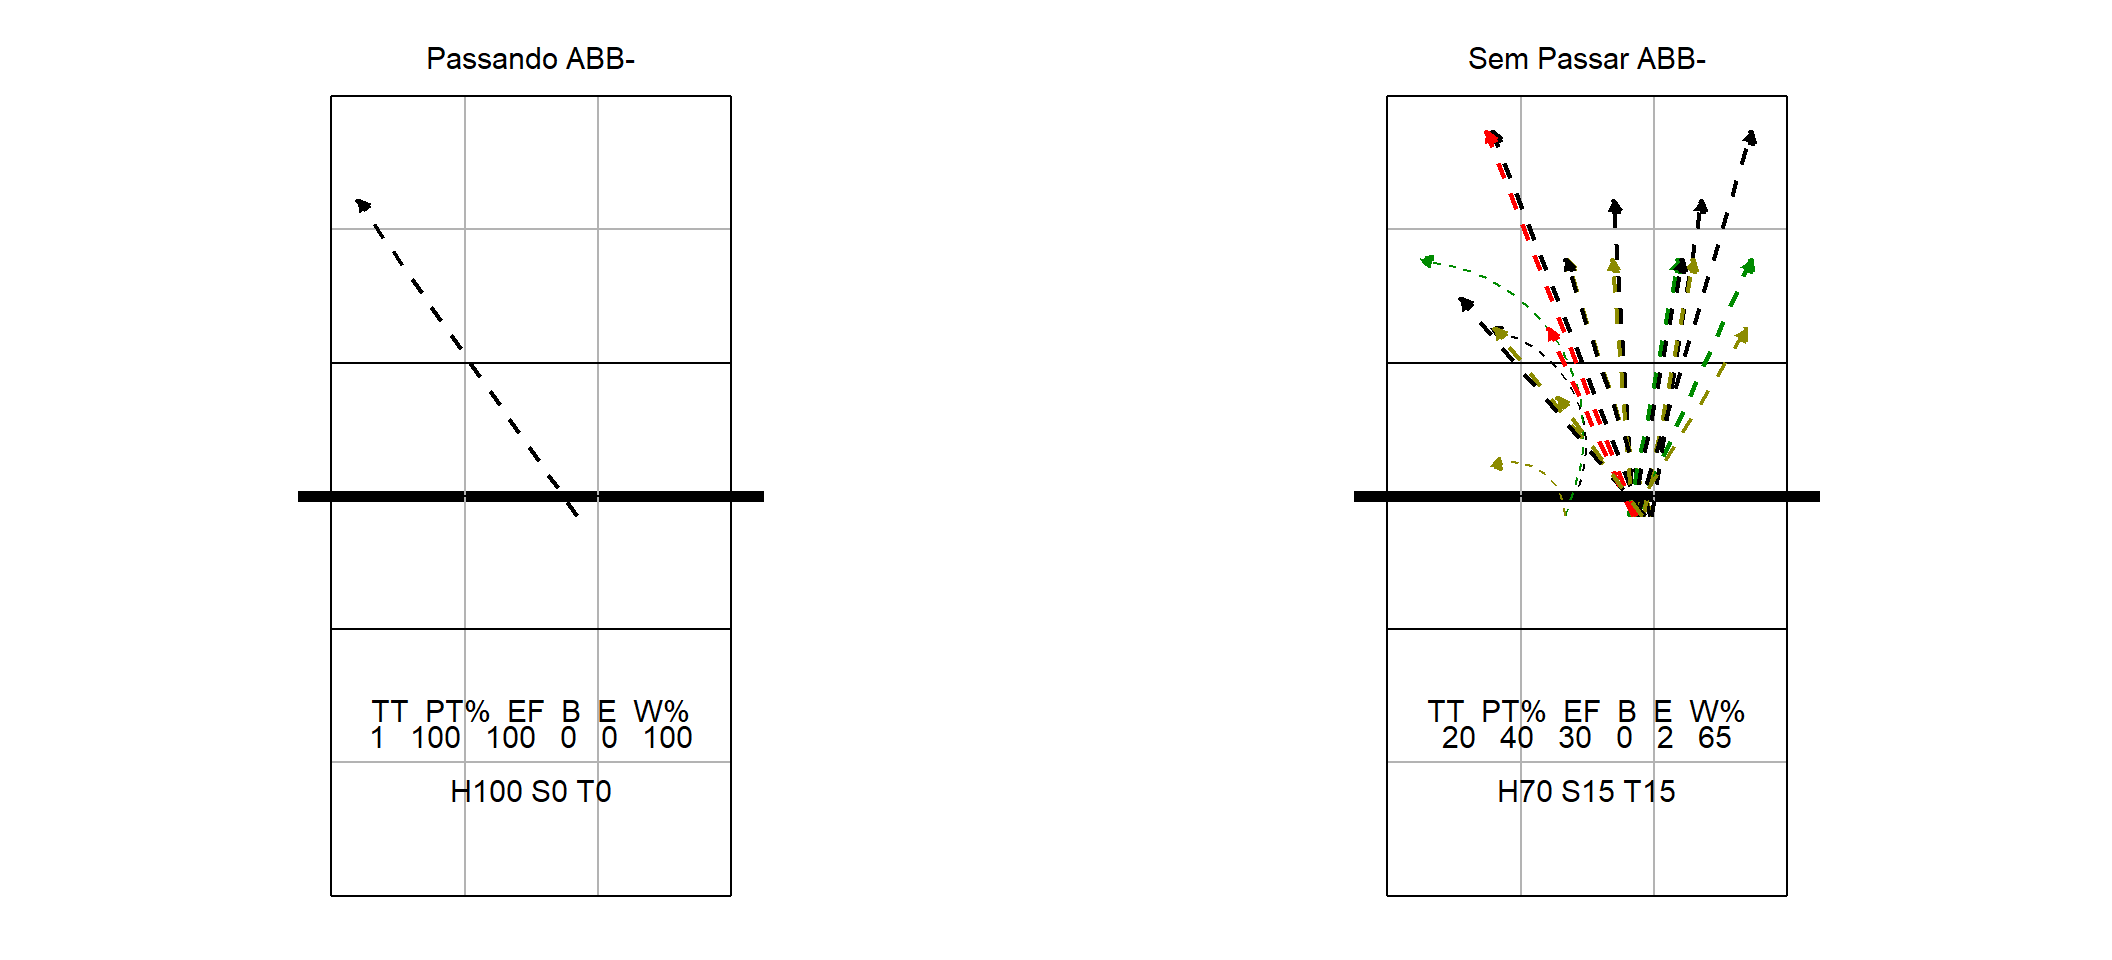 Passando ABB-
TT PT% EF B E W%
1 100 100 0 0 100
H100 S0 T0
Sem Passar ABB-
TT PT% EF B E W%
20 40 30 0 2 65
H70 S15 T15